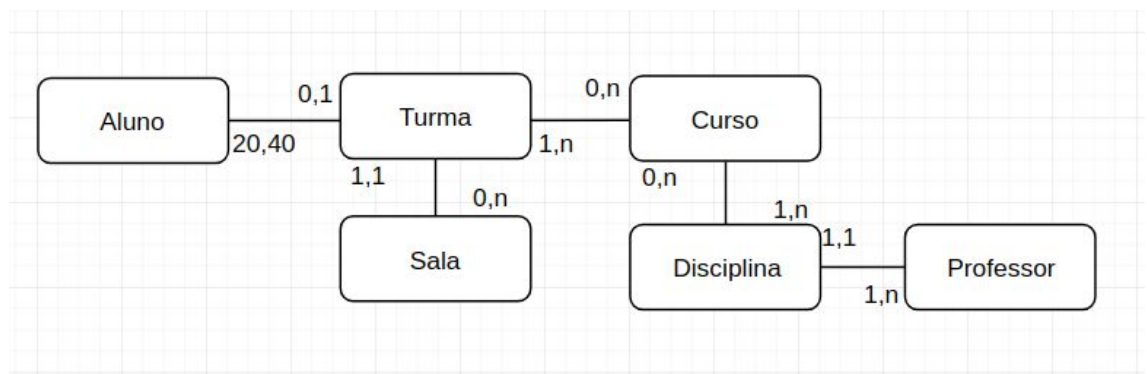 0,1
0,n
Aluno
Turma
Curso
20,40
1,n
1,1
0,n
0,n
1,n
1,1
Sala
Disciplina
Professor
1,n